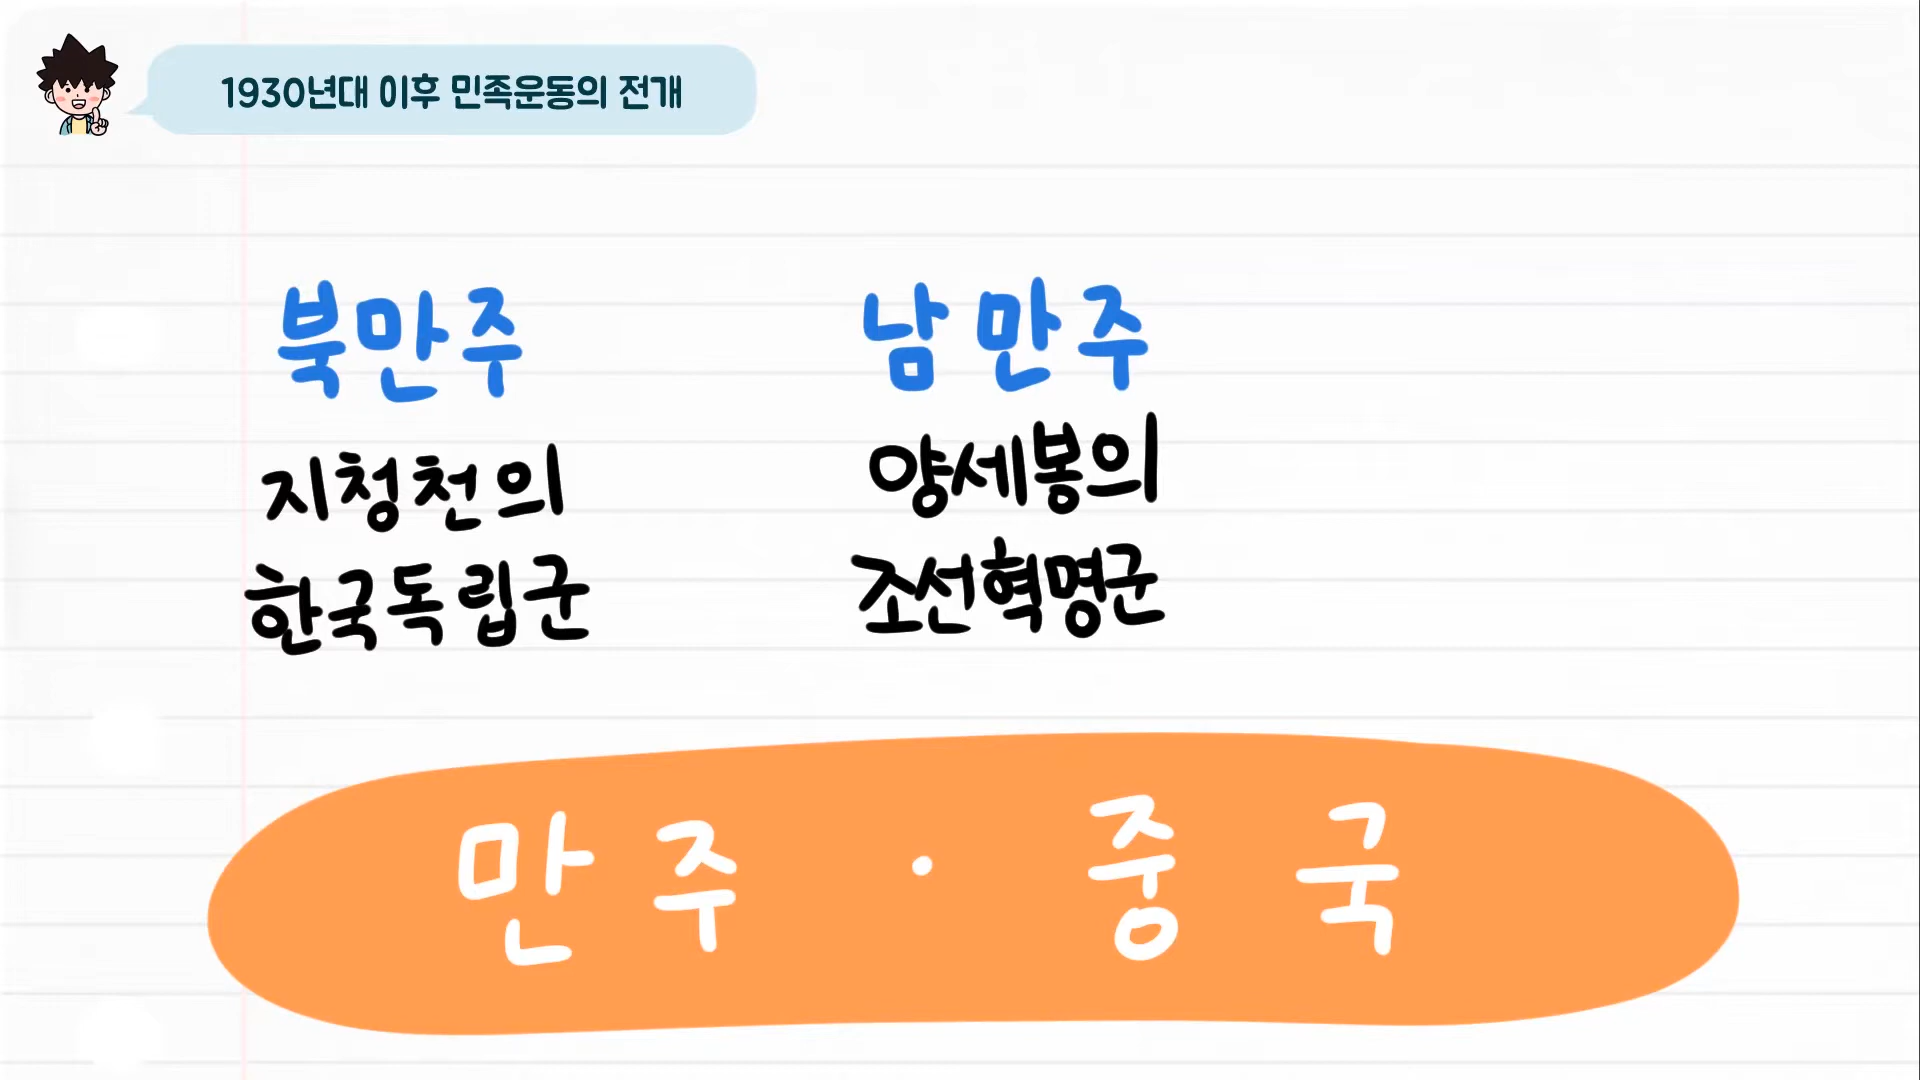 1930년대 이후 민족운동의 전개
북만주
남만주
지청천의
양세봉의
한국독립군
조선혁명군
만주 · 중국